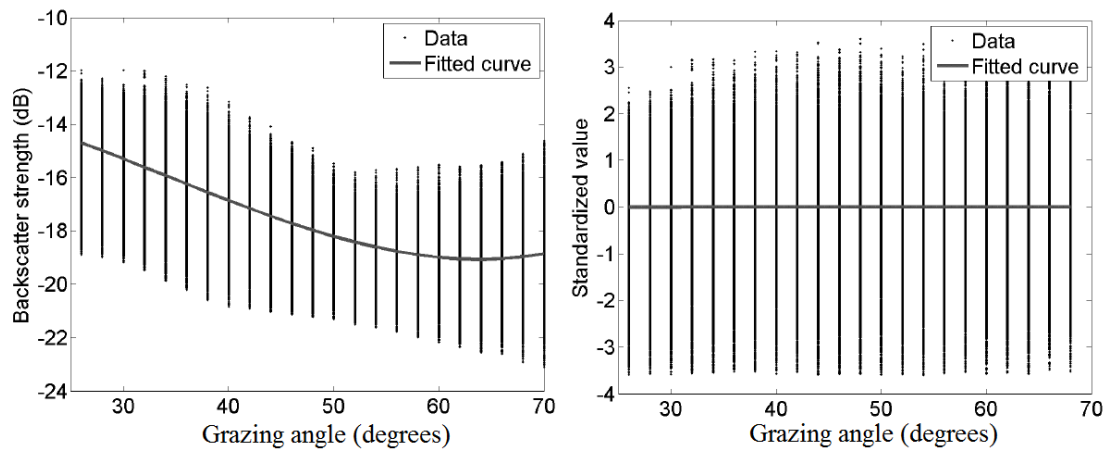 -10
-12
-14
-16
-18
-20
-22
-24
Backscatter strength (dB)
Data
Fitted curve
30 40 50 60 70
Grazing angle (degrees)
4
3
2
1
0
-1
-2
-3
-4
Standardized value
Data
Fitted curve
30 40 50 60 70
Grazing angle (degrees)